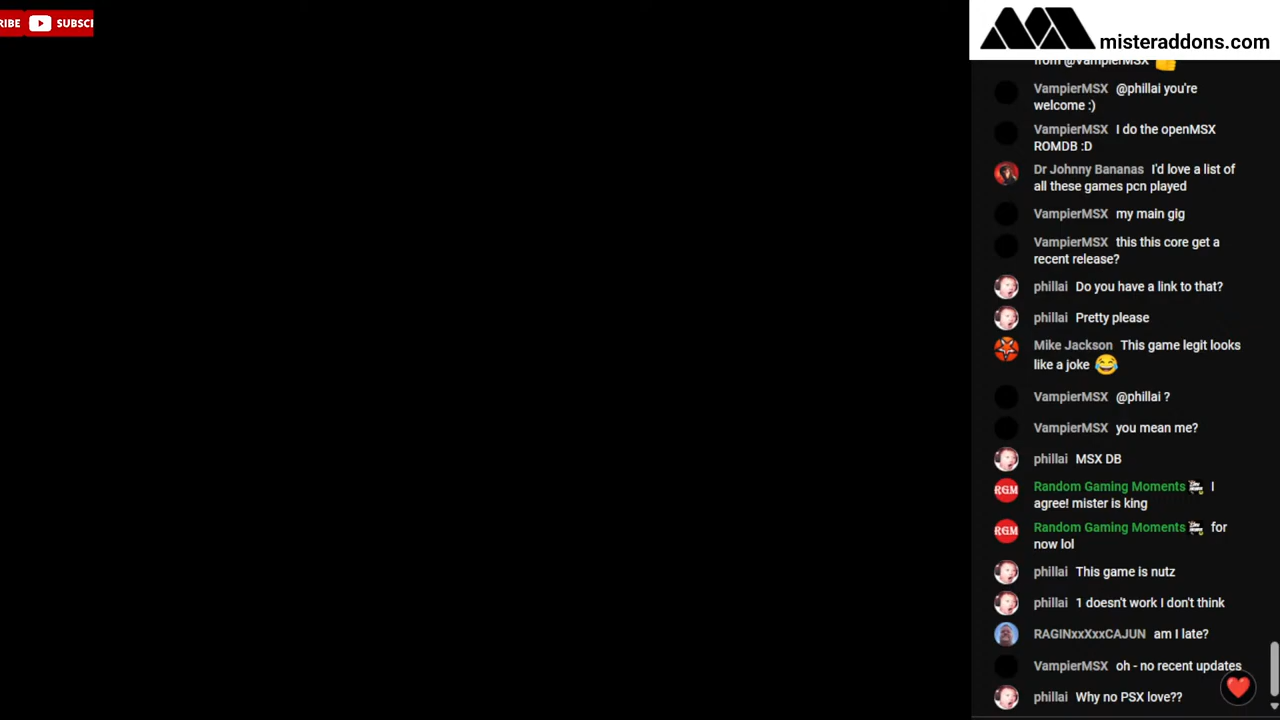 RIBE SUBSCI
misteraddons.com
from @VampierMSX
VampierMSX @phillai you're
welcome :)
VampierMSX I do the openMSX
ROMDB :D
Dr Johnny Bananas I'd love a list of
all these games pcn played
VampierMSX my main gig
VampierMSX this this core get a
recent release?
phillai Do you have a link to that?
phillai Pretty please
Mike Jackson This game legit looks
like a joke 😂
VampierMSX @phillai ?
VampierMSX you mean me?
phillai MSX DB
RGM
Random Gaming Moments I
agree! mister is king
RGM
Random Gaming Moments for
now lol
phillai This game is nutz
phillai 1 doesn't work I don't think
RAGINxxXxxCAJUN am I late?
VampierMSX oh - no recent updates
phillai Why no PSX love??